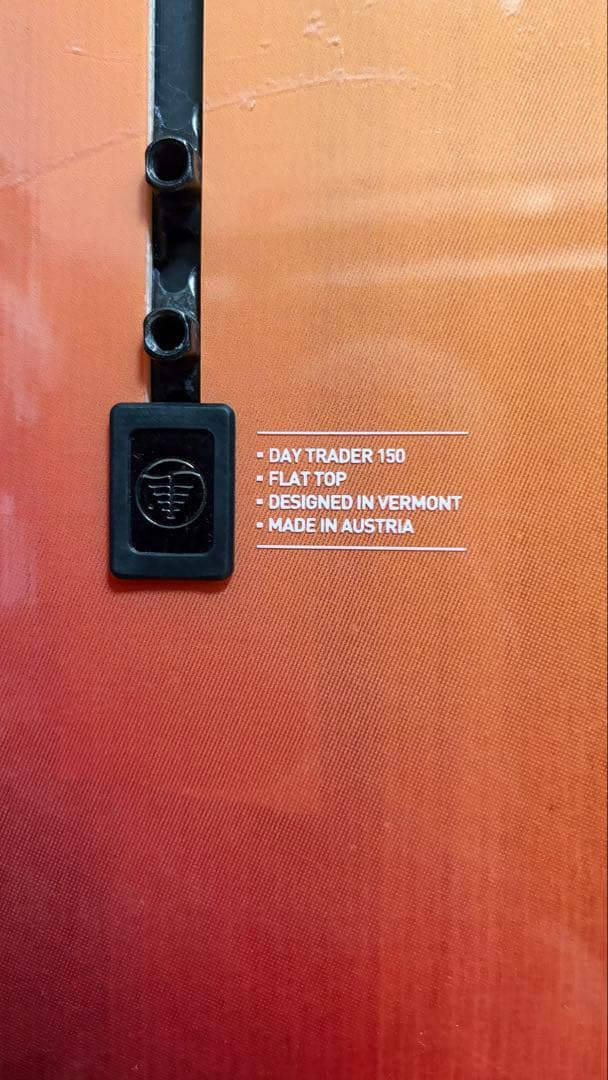 ▪ DAY TRADER 150
▪ FLAT TOP
▪ DESIGNED IN VERMONT
▪ MADE IN AUSTRIA